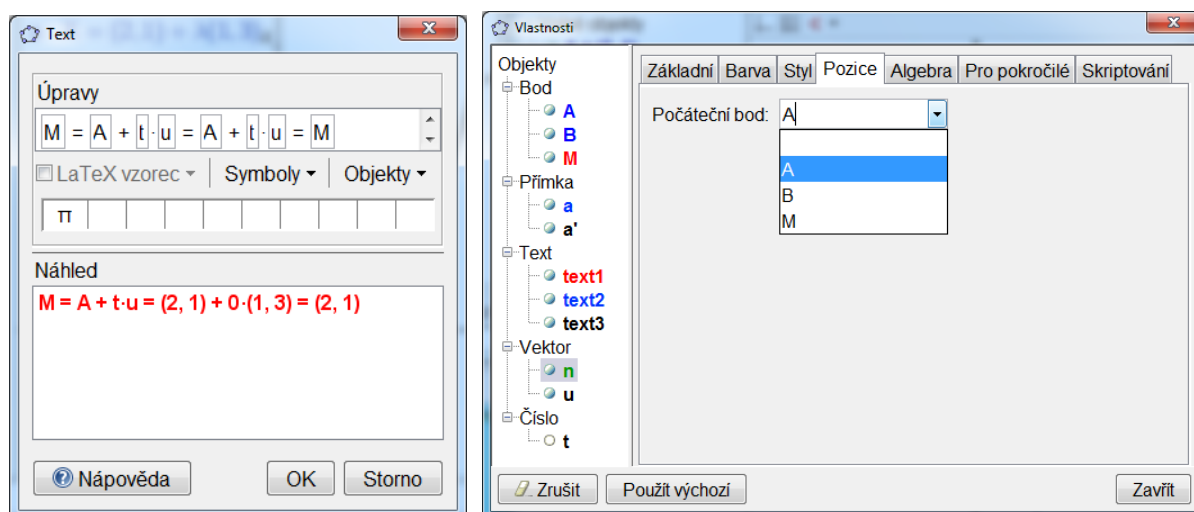 Text
Úpravy
M = A + t · u = A + t · u = M
LaTeX vzorec Symboly Objekty
π
Náhled
M = A + t·u = (2, 1) + 0·(1, 3) = (2, 1)
Nápověda OK Storno
Vlastnosti
Objekty
Bod
A
B
M
Přímka
a
a'
Text
text1
text2
text3
Vektor
n
u
Číslo
t
Základní Barva Styl Pozice Algebra Pro pokročilé Skriptování
Počáteční bod: A
A
B
M
Zrušit Použít výchozí Zavřít